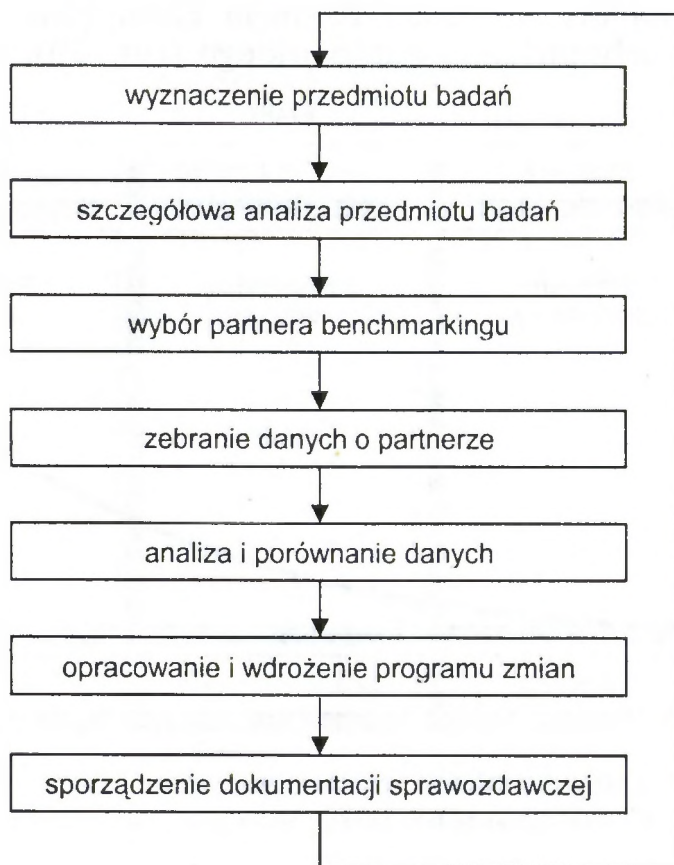 wyznaczenie przedmiotu badań
szczegółowa analiza przedmiotu badań
wybór partnera benchmarkingu
zebranie danych o partnerze
analiza i porównanie danych
opracowanie i wdrożenie programu zmian
sporządzenie dokumentacji sprawozdawczej